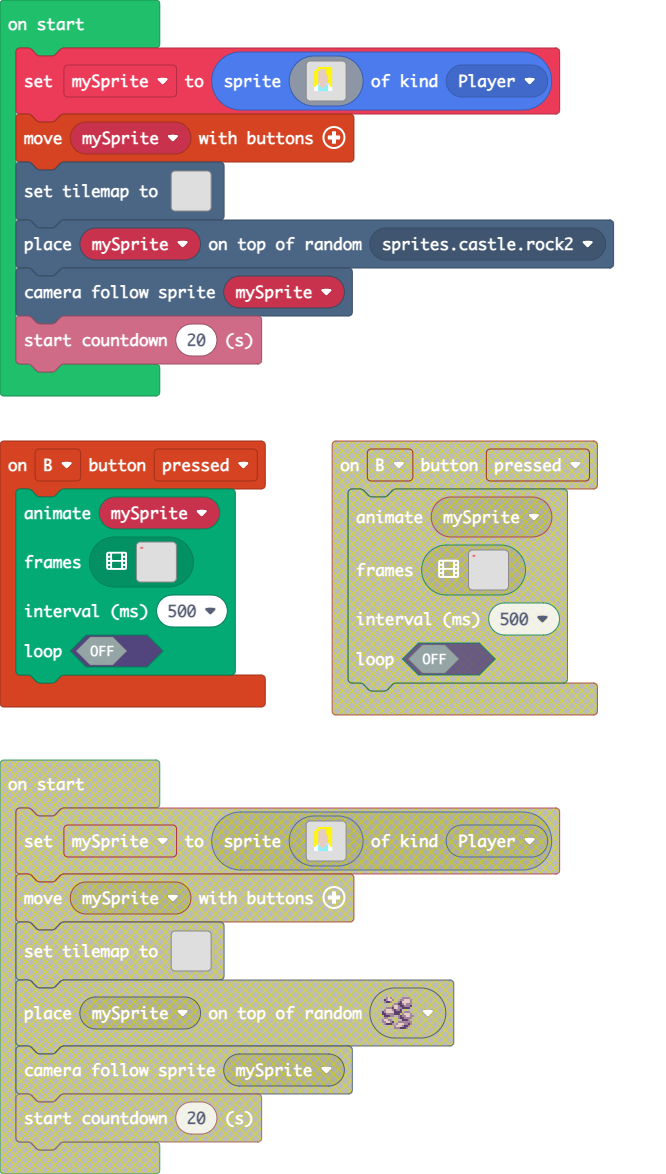 on start
set mySprite to sprite of kind Player
move mySprite with buttons
set tilemap to
place mySprite on top of random sprites.castle.rock2
camera follow sprite mySprite
start countdown 20 (s)
on B button pressed
animate mySprite
frames
interval (ms) 500
loop OFF
on B button pressed
animate mySprite
frames
interval (ms) 500
loop OFF
on start
set mySprite to sprite of kind Player
move mySprite with buttons
set tilemap to
place mySprite on top of random
camera follow sprite mySprite
start countdown 20 (s)